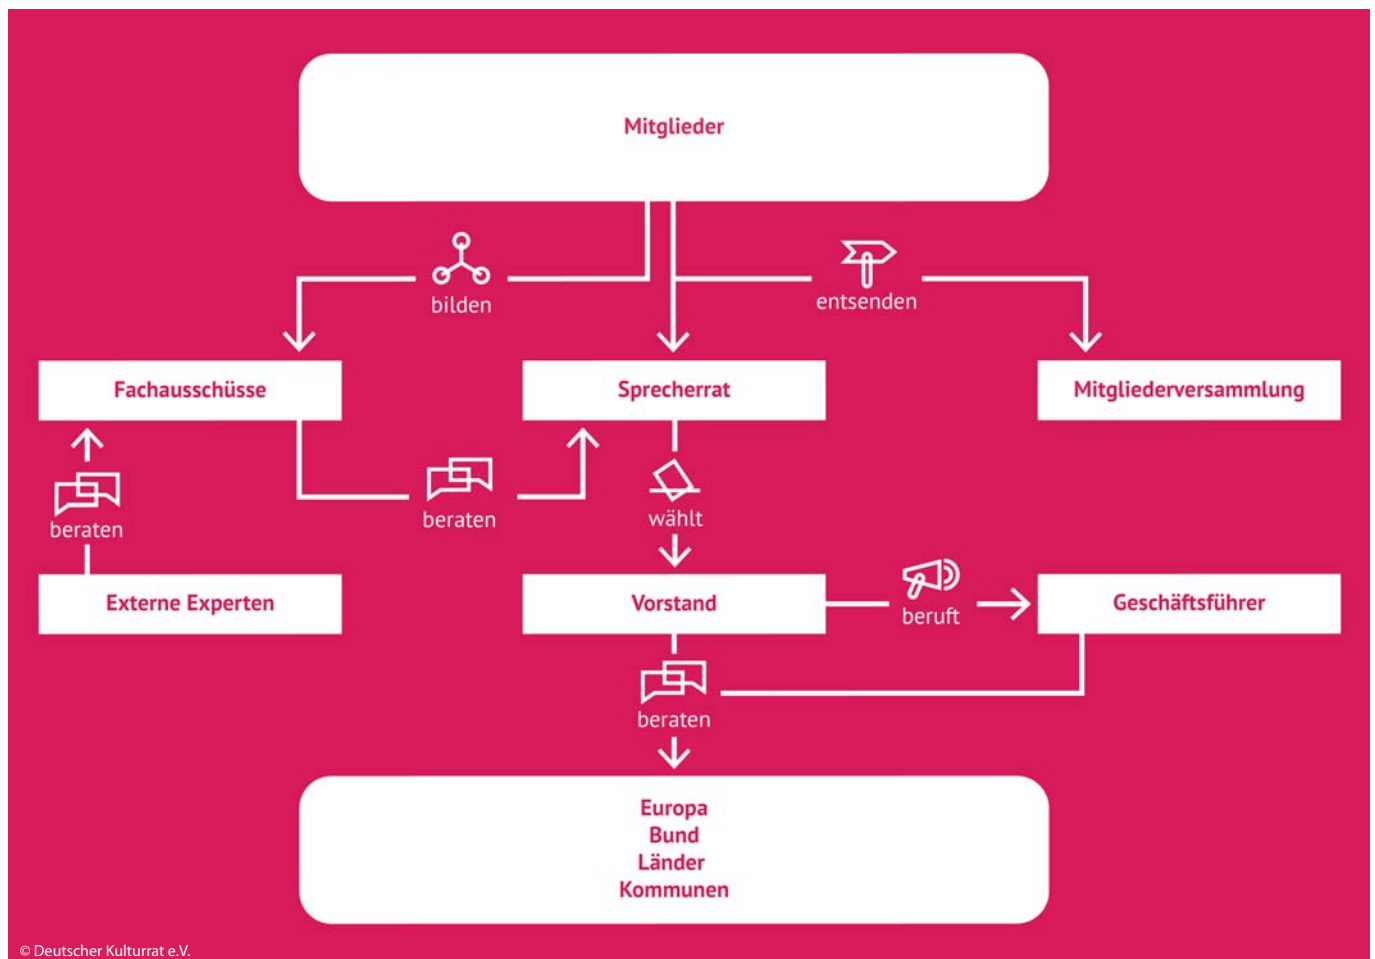 Mitglieder
bilden
entsenden
Fachausschüsse
Sprecherrat
Mitgliederversammlung
beraten
beraten
wählt
Externe Experten
Vorstand
beruft
Geschäftsführer
beraten
Europa
Bund
Länder
Kommunen
© Deutscher Kulturrat e.V.